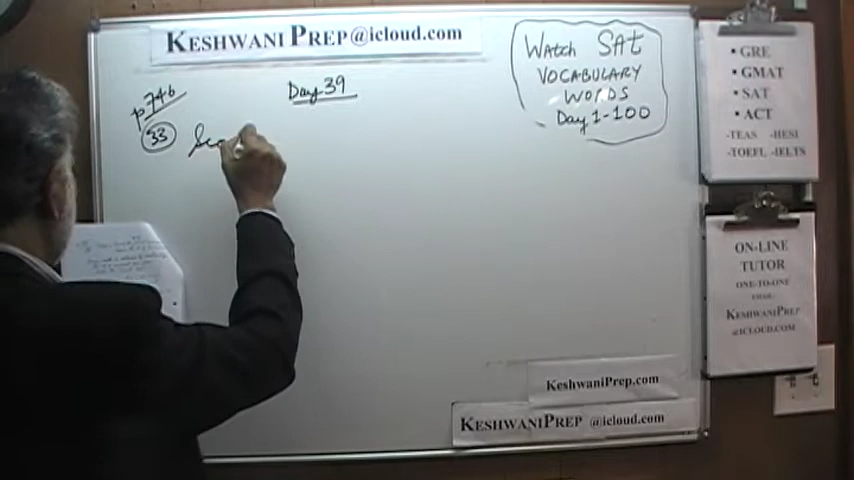 KESHWANI PREP@icloud.com
p746
Day 39
33
WAtch SAT
VOCABULARY
WORDS
Day 1-100
• GRE
• GMAT
• SAT
• ACT
-TEAS -HESI
-TOEFL -IELTS
ON-LINE
TUTOR
ONE-TO-ONE
KESHWANIPREP
@ICLOUD.COM
KeshwaniPrep.com
KESHWANIPREP @icloud.com